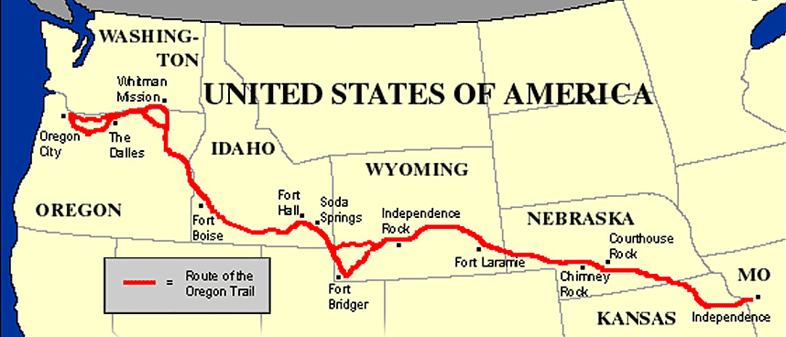 WASHING-
TON
Whitman
Mission
UNITED STATES OF AMERICA
Oregon
City
The
Dalles
IDAHO
WYOMING
OREGON
Fort
Boise
Fort
Hall
Soda
Springs
Independence
Rock
NEBRASKA
Courthouse
Rock
Fort Laramie
Chimney
Rock
MO
Route of the
= Oregon Trail
Fort
Bridger
KANSAS
Independence